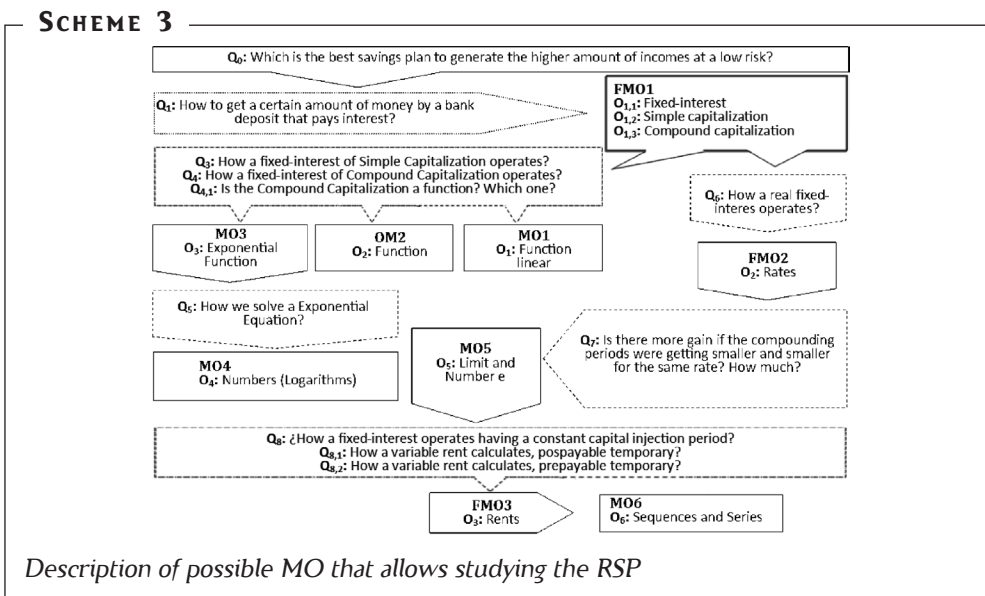 SCHEME 3
Q0: Which is the best savings plan to generate the higher amount of incomes at a low risk?
Q1: How to get a certain amount of money by a bank
deposit that pays interest?
FMO1
O1,1: Fixed-interest
O1,2: Simple capitalization
O1,3: Compound capitalization
Q3: How a fixed-interest of Simple Capitalization operates?
Q4: How a fixed-interest of Compound Capitalization operates?
Q4,1: Is the Compound Capitalization a function? Which one?
Q6: How a real fixed-
interes operates?
MO3
O3: Exponential
Function
OM2
O2: Function
MO1
O1: Function
linear
FMO2
O2: Rates
Q5: How we solve a Exponential
Equation?
MO4
O4: Numbers (Logarithms)
MO5
O5: Limit and
Number e
Q7: Is there more gain if the compounding
periods were getting smaller and smaller
for the same rate? How much?
Q8: ¿How a fixed-interest operates having a constant capital injection period?
Q8,1: How a variable rent calculates, pospayable temporary?
Q8,2: How a variable rent calculates, prepayable temporary?
FMO3
O3: Rents
MO6
O6: Sequences and Series
Description of possible MO that allows studying the RSP